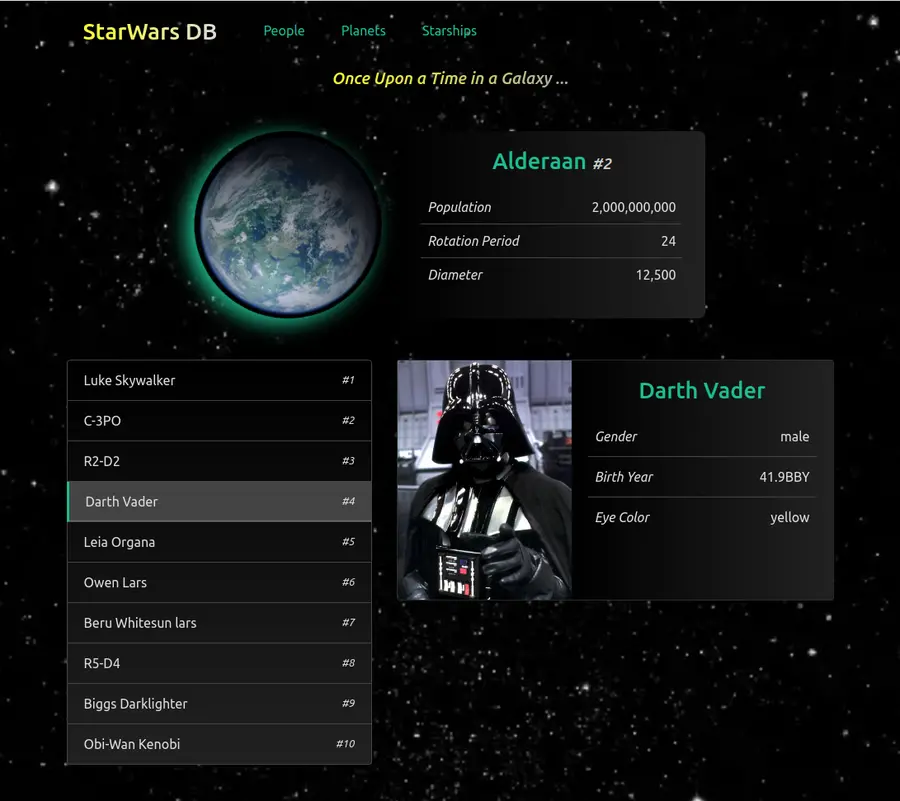 StarWars DB People Planets Starships
Once Upon a Time in a Galaxy ...
Alderaan #2
Population 2,000,000,000
Rotation Period 24
Diameter 12,500
Luke Skywalker #1
C-3PO #2
R2-D2 #3
Darth Vader #4
Leia Organa #5
Owen Lars #6
Beru Whitesun lars #7
R5-D4 #8
Biggs Darklighter #9
Obi-Wan Kenobi #10
Darth Vader
Gender male
Birth Year 41.9BBY
Eye Color yellow